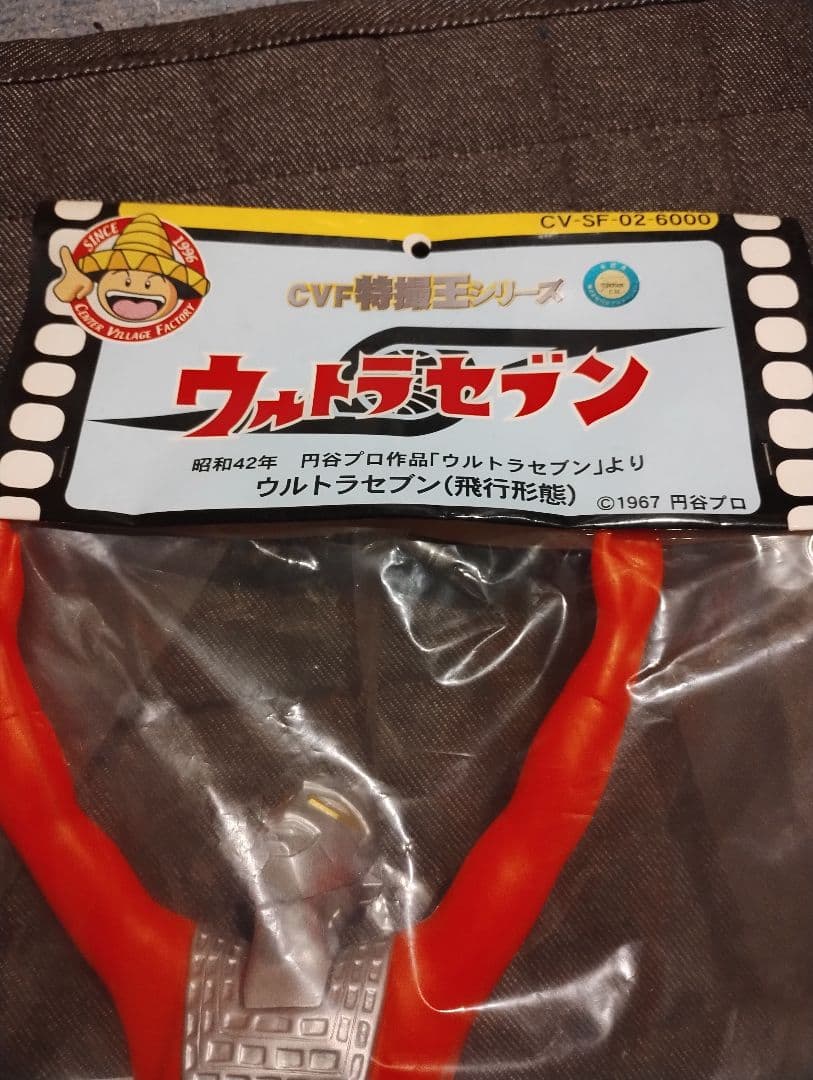 CV-SF-02-6000
SINCE 1996
CENTER VILLAGE FACTORY
CVF特撮王シリーズ
ウルトラセブン
昭和42年 円谷プロ作品「ウルトラセブン」より
ウルトラセブン(飛行形態)
©1967 円谷プロ